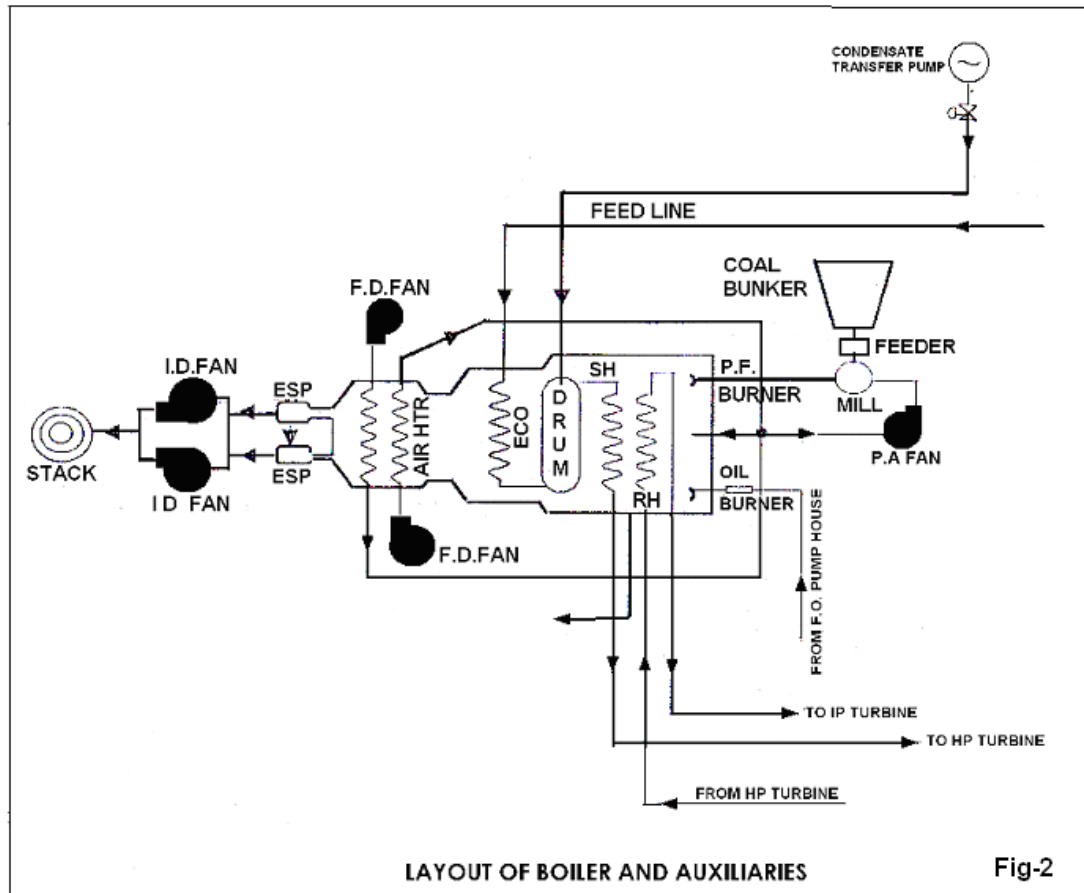 CONDENSATE
TRANSFER PUMP
FEED LINE
COAL
BUNKER
F.D.FAN
FEEDER
I.D.FAN
ESP
SH
P.F.
BURNER
MILL
DRUM
ECO
AIR HTR
STACK
ESP
P.A FAN
OIL
BURNER
I D FAN
RH
F.D.FAN
FROM F.O. PUMP HOUSE
TO IP TURBINE
TO HP TURBINE
FROM HP TURBINE
LAYOUT OF BOILER AND AUXILIARIES
Fig-2